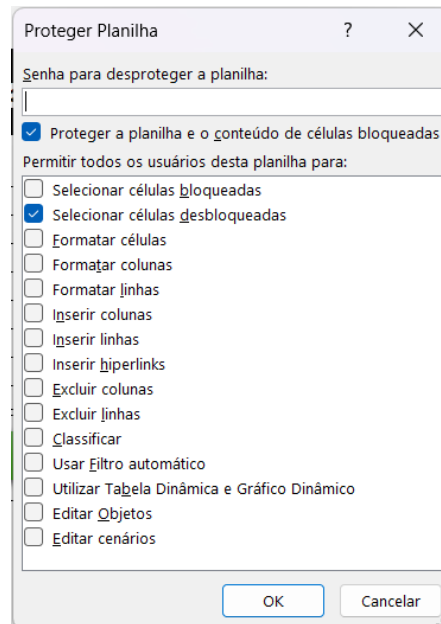 Proteger Planilha ?
Senha para desproteger a planilha:
Proteger a planilha e o conteúdo de células bloqueadas
Permitir todos os usuários desta planilha para:
Selecionar células bloqueadas
Selecionar células desbloqueadas
Formatar células
Formatar colunas
Formatar linhas
Inserir colunas
Inserir linhas
Inserir hiperlinks
Excluir colunas
Excluir linhas
Classificar
Usar Filtro automático
Utilizar Tabela Dinâmica e Gráfico Dinâmico
Editar Objetos
Editar cenários
OK Cancelar